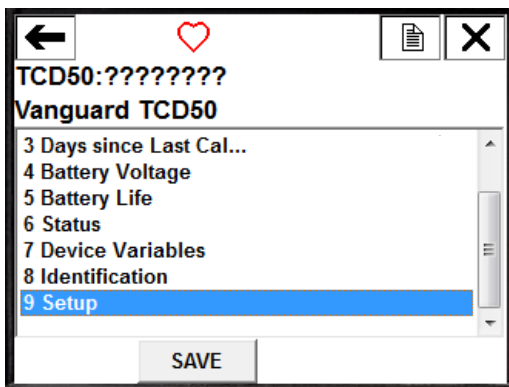 TCD50:????????
Vanguard TCD50
3 Days since Last Cal...
4 Battery Voltage
5 Battery Life
6 Status
7 Device Variables
8 Identification
9 Setup
SAVE